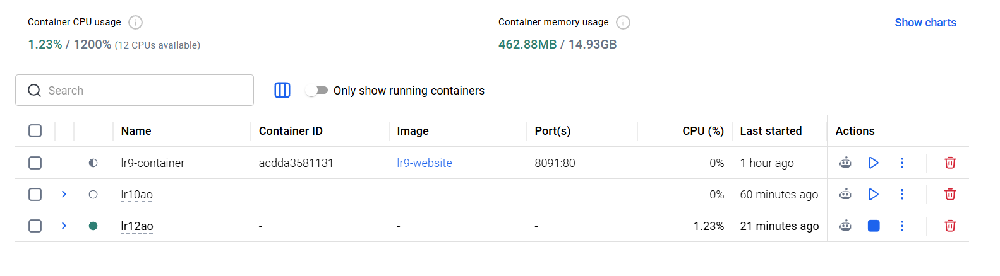 Container CPU usage
1.23% / 1200% (12 CPUs available)
Container memory usage
462.88MB / 14.93GB
Show charts
Search
Only show running containers
Name Container ID Image Port(s) CPU (%) Last started Actions
lr9-container acdda3581131 lr9-website 8091:80 0% 1 hour ago
lr10ao - - - 0% 60 minutes ago
lr12ao - - - 1.23% 21 minutes ago